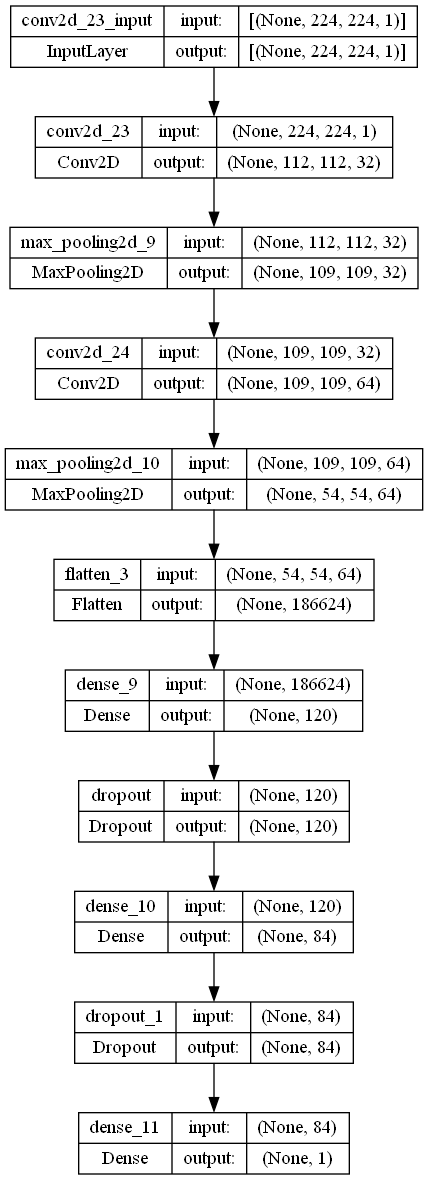 conv2d_23_input input: [(None, 224, 224, 1)]
InputLayer output: [(None, 224, 224, 1)]
conv2d_23 input: (None, 224, 224, 1)
Conv2D output: (None, 112, 112, 32)
max_pooling2d_9 input: (None, 112, 112, 32)
MaxPooling2D output: (None, 109, 109, 32)
conv2d_24 input: (None, 109, 109, 32)
Conv2D output: (None, 109, 109, 64)
max_pooling2d_10 input: (None, 109, 109, 64)
MaxPooling2D output: (None, 54, 54, 64)
flatten_3 input: (None, 54, 54, 64)
Flatten output: (None, 186624)
dense_9 input: (None, 186624)
Dense output: (None, 120)
dropout input: (None, 120)
Dropout output: (None, 120)
dense_10 input: (None, 120)
Dense output: (None, 84)
dropout_1 input: (None, 84)
Dropout output: (None, 84)
dense_11 input: (None, 84)
Dense output: (None, 1)